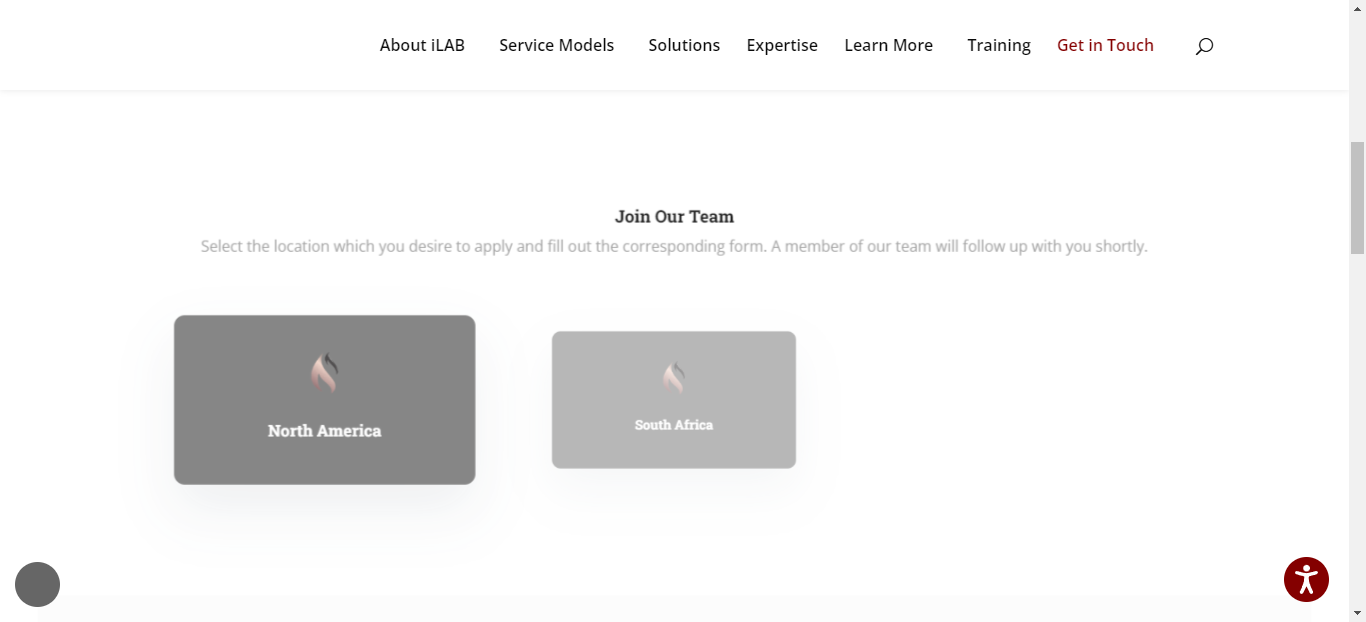 About iLAB Service Models Solutions Expertise Learn More Training Get in Touch
Join Our Team
Select the location which you desire to apply and fill out the corresponding form. A member of our team will follow up with you shortly.
North America
South Africa